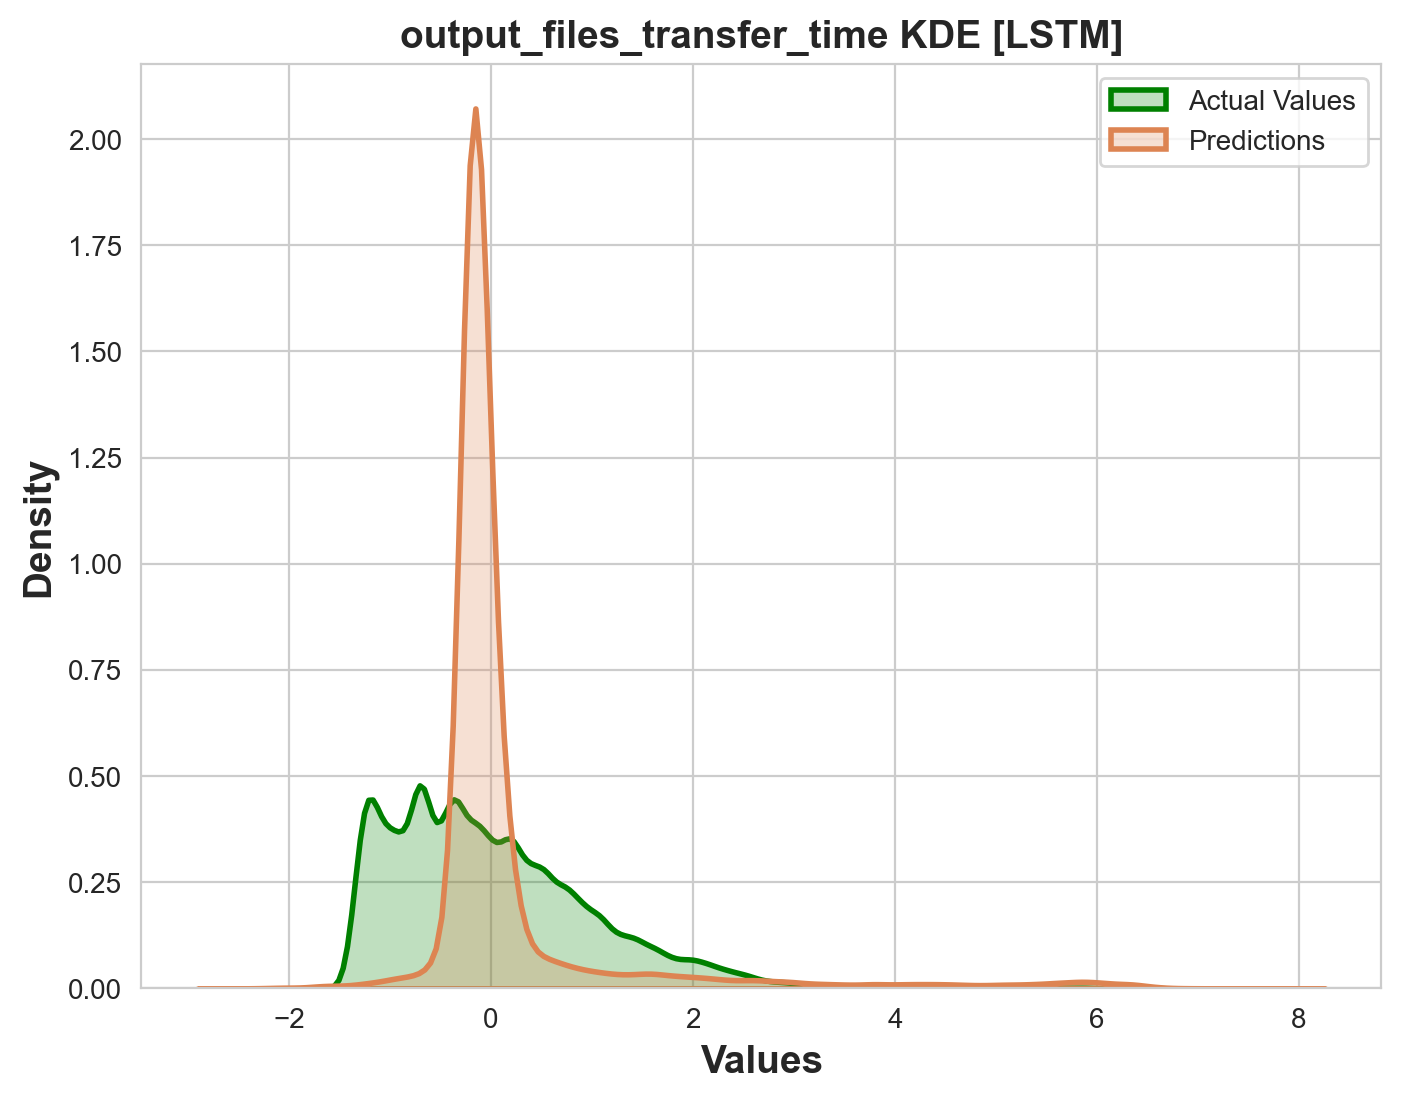 output_files_transfer_time KDE [LSTM]
Actual Values
Predictions
Density
2.00
1.75
1.50
1.25
1.00
0.75
0.50
0.25
0.00
−2 0 2 4 6 8
Values